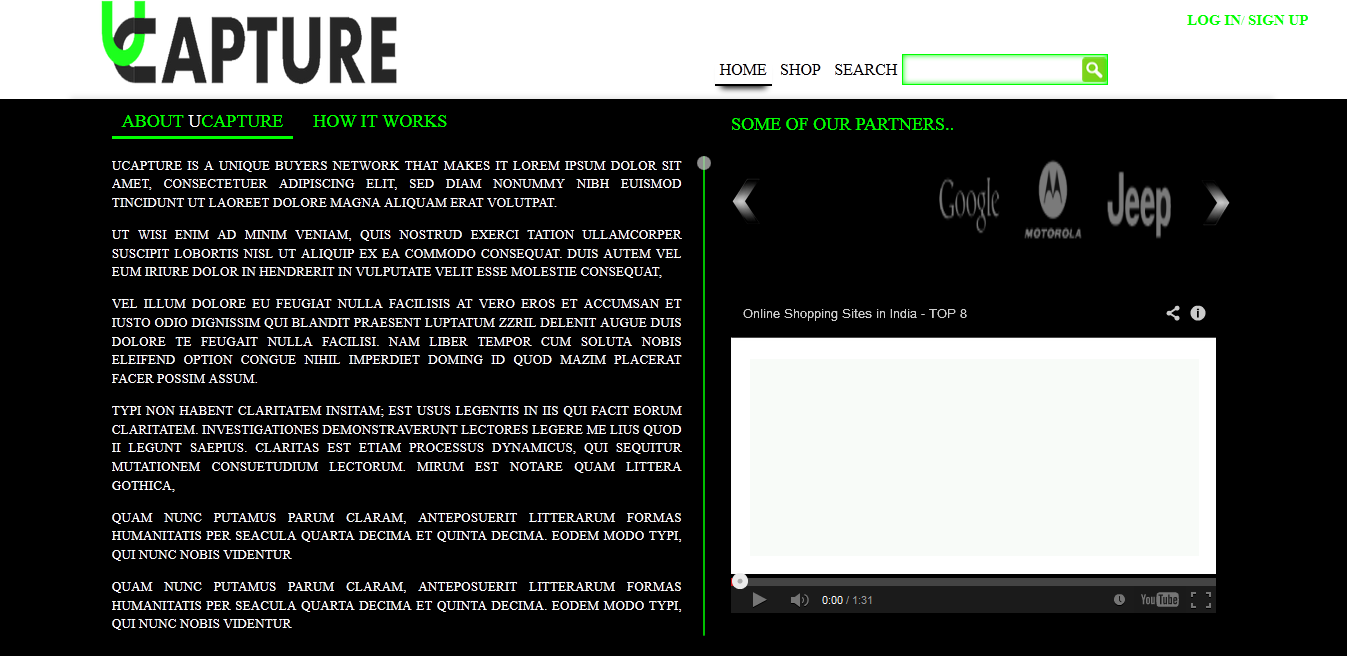 UCAPTURE
LOG IN/ SIGN UP
HOME SHOP SEARCH
ABOUT UCAPTURE HOW IT WORKS
UCAPTURE IS A UNIQUE BUYERS NETWORK THAT MAKES IT LOREM IPSUM DOLOR SIT
AMET, CONSECTETUER ADIPISCING ELIT, SED DIAM NONUMMY NIBH EUISMOD
TINCIDUNT UT LAOREET DOLORE MAGNA ALIQUAM ERAT VOLUTPAT.
UT WISI ENIM AD MINIM VENIAM, QUIS NOSTRUD EXERCI TATION ULLAMCORPER
SUSCIPIT LOBORTIS NISL UT ALIQUIP EX EA COMMODO CONSEQUAT. DUIS AUTEM VEL
EUM IRIURE DOLOR IN HENDRERIT IN VULPUTATE VELIT ESSE MOLESTIE CONSEQUAT,
VEL ILLUM DOLORE EU FEUGIAT NULLA FACILISIS AT VERO EROS ET ACCUMSAN ET
IUSTO ODIO DIGNISSIM QUI BLANDIT PRAESENT LUPTATUM ZZRIL DELENIT AUGUE DUIS
DOLORE TE FEUGAIT NULLA FACILISI. NAM LIBER TEMPOR CUM SOLUTA NOBIS
ELEIFEND OPTION CONGUE NIHIL IMPERDIET DOMING ID QUOD MAZIM PLACERAT
FACER POSSIM ASSUM.
TYPI NON HABENT CLARITATEM INSITAM; EST USUS LEGENTIS IN IIS QUI FACIT EORUM
CLARITATEM. INVESTIGATIONES DEMONSTRAVERUNT LECTORES LEGERE ME LIUS QUOD
II LEGUNT SAEPIUS. CLARITAS EST ETIAM PROCESSUS DYNAMICUS, QUI SEQUITUR
MUTATIONEM CONSUETUDIUM LECTORUM. MIRUM EST NOTARE QUAM LITTERA
GOTHICA,
QUAM NUNC PUTAMUS PARUM CLARAM, ANTEPOSUERIT LITTERARUM FORMAS
HUMANITATIS PER SEACULA QUARTA DECIMA ET QUINTA DECIMA. EODEM MODO TYPI,
QUI NUNC NOBIS VIDENTUR
QUAM NUNC PUTAMUS PARUM CLARAM, ANTEPOSUERIT LITTERARUM FORMAS
HUMANITATIS PER SEACULA QUARTA DECIMA ET QUINTA DECIMA. EODEM MODO TYPI,
QUI NUNC NOBIS VIDENTUR
SOME OF OUR PARTNERS..
Google MOTOROLA Jeep
Online Shopping Sites in India - TOP 8
0:00 / 1:31 YouTube